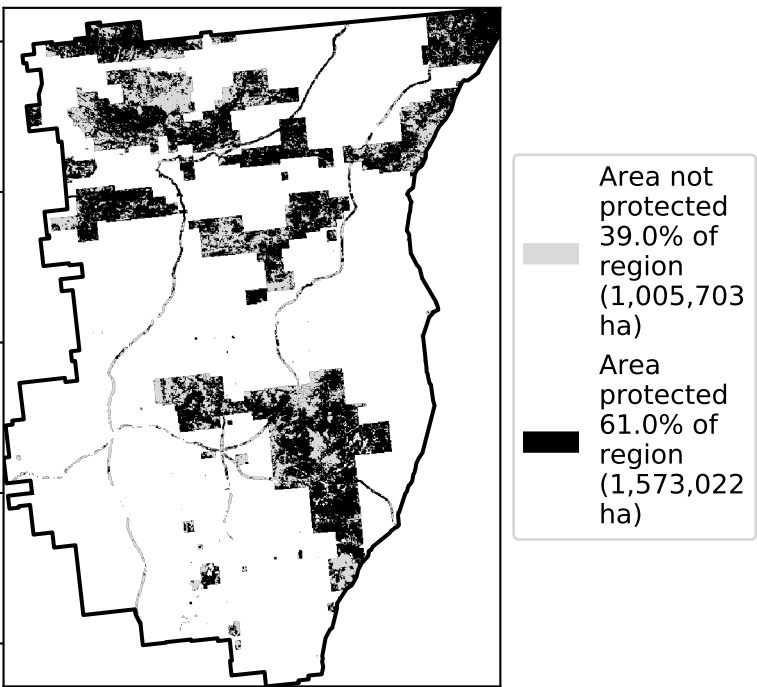 Area not
protected
39.0% of
region
(1,005,703
ha)
Area
protected
61.0% of
region
(1,573,022
ha)